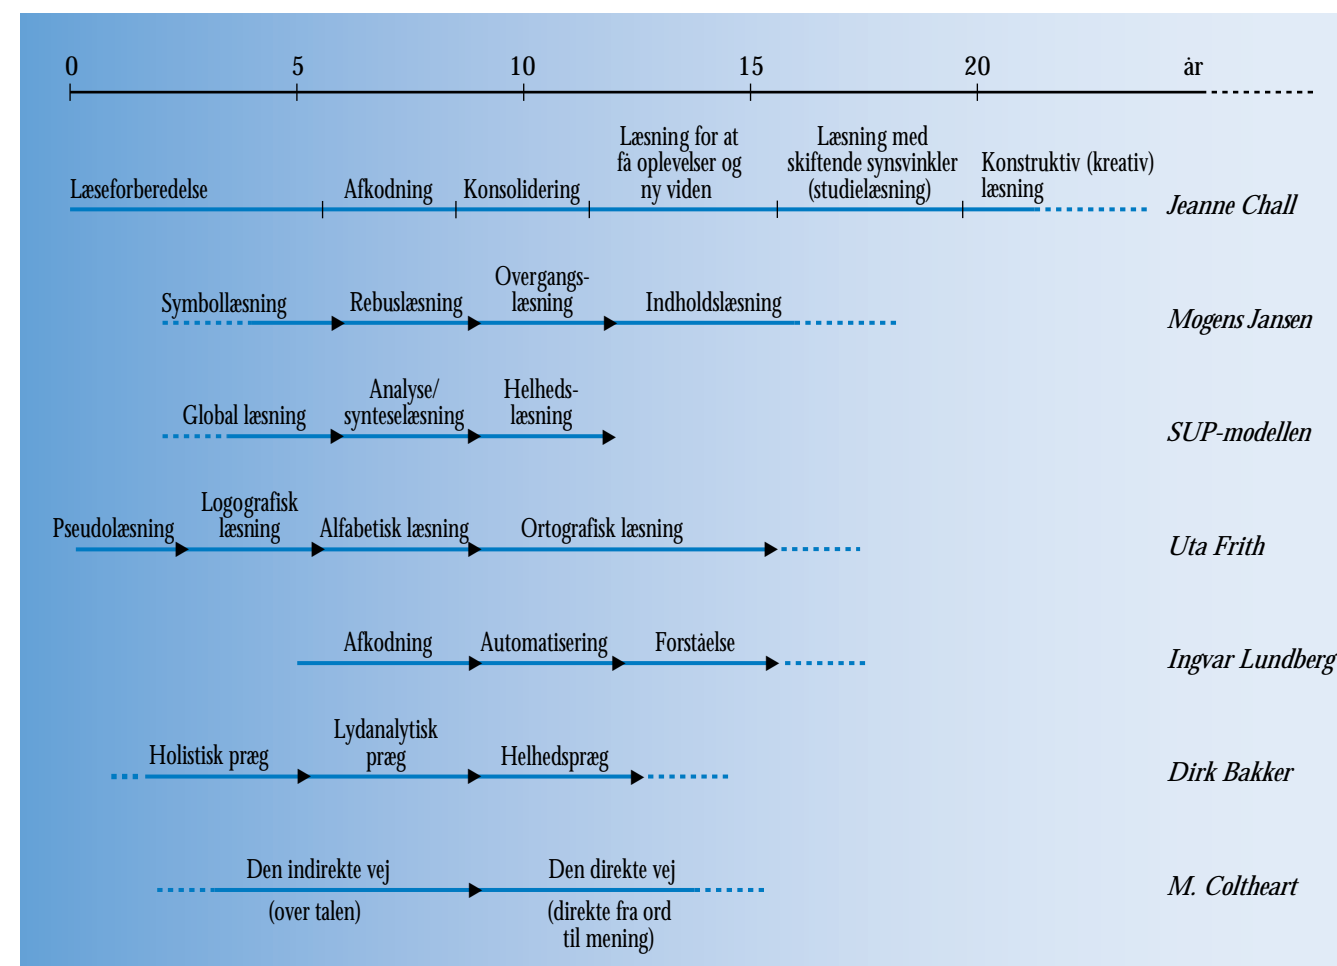 0 5 10 15 20 år
Læseforberedelse
Afkodning
Konsolidering
Læsning for at
få oplevelser og
ny viden
Læsning med
skiftende synsvinkler
(studielæsning)
Konstruktiv (kreativ)
læsning
Jeanne Chall
Symbollæsning
Rebuslæsning
Overgangs-
læsning
Indholdslæsning
Mogens Jansen
Global læsning
Analyse/
synteselæsning
Helheds-
læsning
SUP-modellen
Pseudolæsning
Logografisk
læsning
Alfabetisk læsning
Ortografisk læsning
Uta Frith
Afkodning
Automatisering
Forståelse
Ingvar Lundberg
Holistisk præg
Lydanalytisk
præg
Helhedspræg
Dirk Bakker
Den indirekte vej
(over talen)
Den direkte vej
(direkte fra ord
til mening)
M. Coltheart